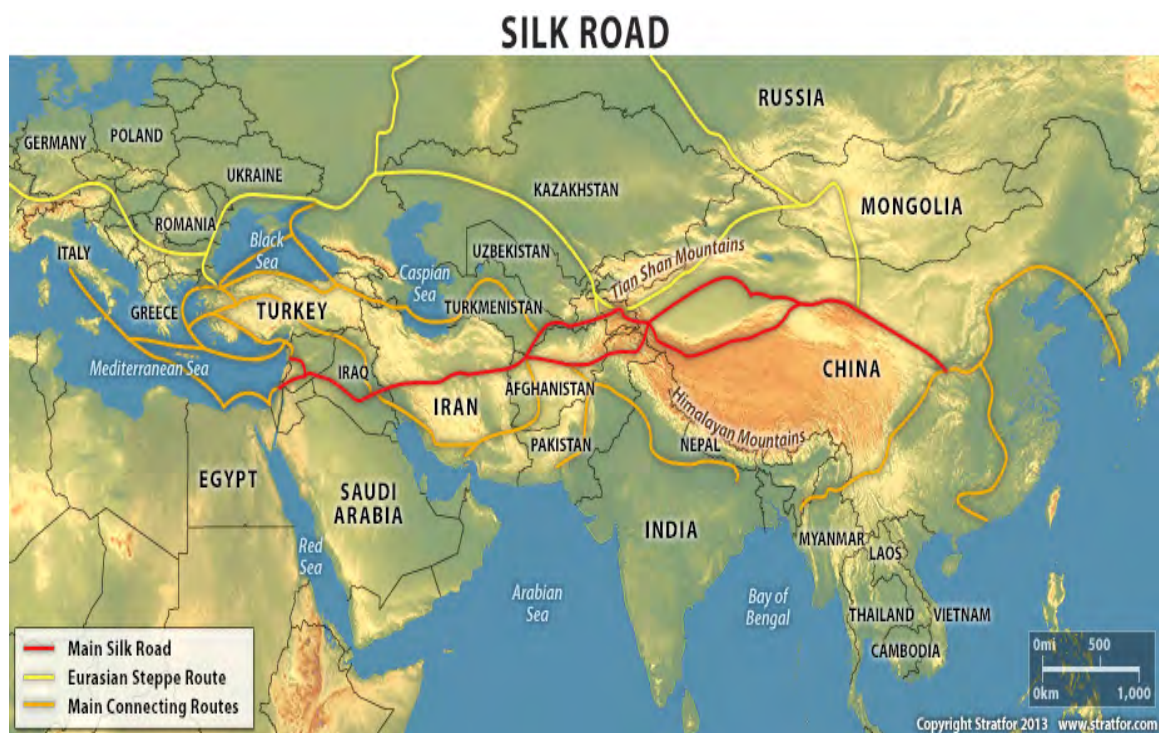 SILK ROAD
RUSSIA
GERMANY
POLAND
UKRAINE
KAZAKHSTAN
MONGOLIA
ROMANIA
ITALY
Black
Sea
UZBEKISTAN
Tian Shan Mountains
Caspian
Sea
GREECE
TURKEY
TURKMENISTAN
Mediterranean Sea
IRAQ
IRAN
AFGHANISTAN
CHINA
Himalayan Mountains
PAKISTAN
NEPAL
EGYPT
SAUDI
ARABIA
INDIA
MYANMAR
LAOS
Red
Sea
Arabian
Sea
Bay of
Bengal
THAILAND
VIETNAM
CAMBODIA
Main Silk Road
Eurasian Steppe Route
Main Connecting Routes
0mi 500
0km 1,000
Copyright Stratfor 2013 www.stratfor.com